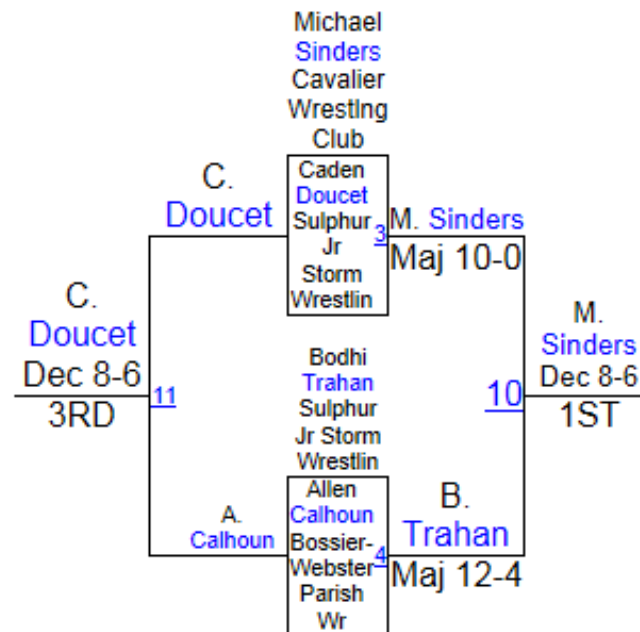 Michael
Sinders
Cavalier
Wrestlng
Club
C.
Doucet
Caden
Doucet
Sulphur
Jr
Storm
Wrestlin
3
M. Sinders
Maj 10-0
C.
Doucet
Dec 8-6
3RD
11
Bodhi
Trahan
Sulphur
Jr Storm
Wrestlin
10
M.
Sinders
Dec 8-6
1ST
A.
Calhoun
Allen
Calhoun
Bossier-
Webster
Parish
Wr
4
B.
Trahan
Maj 12-4